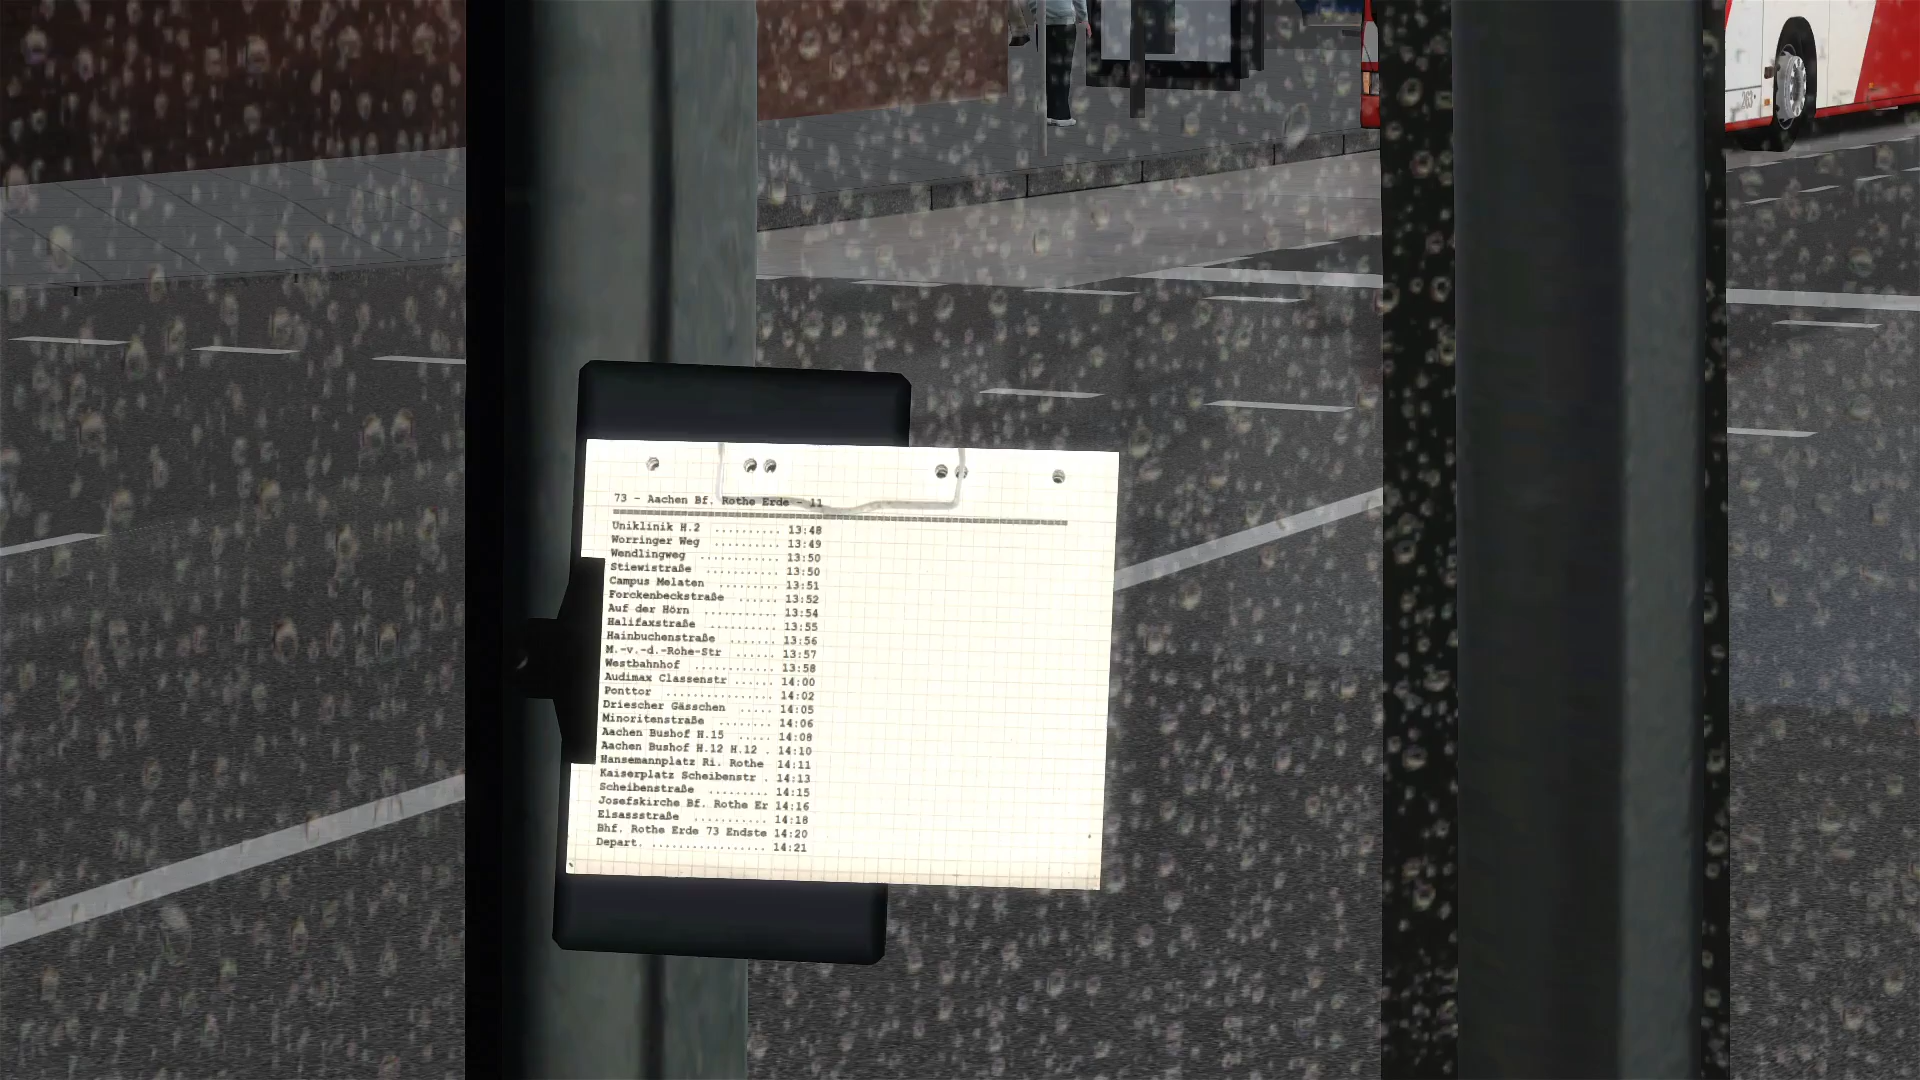 73 - Aachen Bf. Rothe Erde - 11
Uniklinik H.2 ......... 13:48
Worringer Weg .......... 13:49
Wendlingweg ............ 13:50
Stiewistraße ........... 13:50
Campus Melaten ......... 13:51
Forckenbeckstraße ...... 13:52
Auf der Hörn ........... 13:54
Halifaxstraße .......... 13:55
Hainbuchenstraße ....... 13:56
M.-v.-d.-Rohe-Str ...... 13:57
Westbahnhof ............ 13:58
Audimax Classenstr ...... 14:00
Ponttor ................ 14:02
Driescher Gässchen ..... 14:05
Minoritenstraße ........ 14:06
Aachen Bushof H.15 ..... 14:08
Aachen Bushof H.12 H.12 . 14:10
Hansemannplatz Ri. Rothe 14:11
Kaiserplatz Scheibenstr . 14:13
Scheibenstraße ......... 14:15
Josefskirche Bf. Rothe Er 14:16
Elsassstraße ........... 14:18
Bhf. Rothe Erde 73 Endste 14:20
Depart. ................. 14:21
263